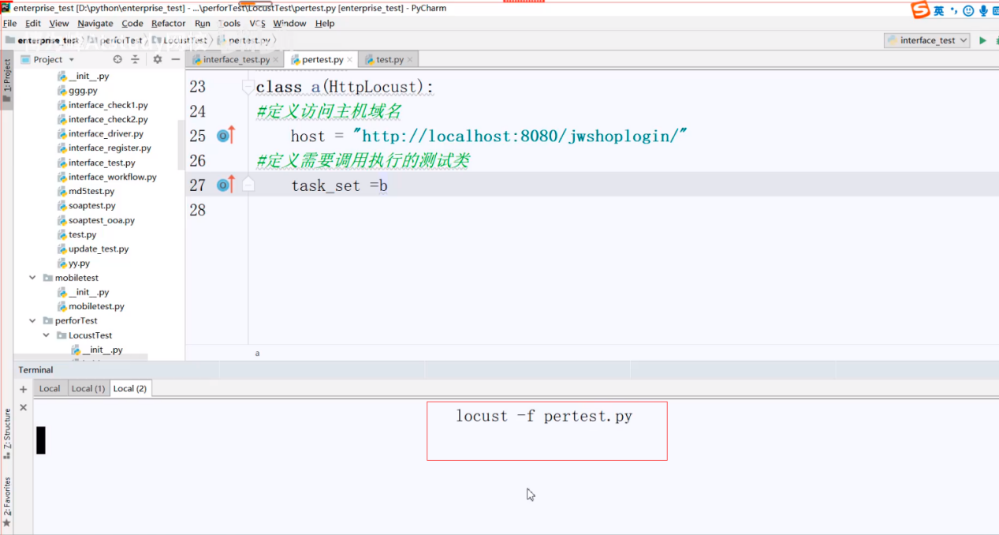 enterprise_test [D:\python\enterprise_test] - ...\perforTest\LocustTest\pertest.py [enterprise_test] - PyCharm
英
File Edit View Navigate Code Refactor Run Tools VCS Window Help
enterprise_test perforTest LocustTest pertest.py
interface_test
1: Project
Project
interface_test.py pertest.py test.py
__init__.py
ggg.py
interface_check1.py
interface_check2.py
interface_driver.py
interface_register.py
interface_test.py
interface_workflow.py
md5test.py
soaptest.py
soaptest_ooa.py
test.py
update_test.py
yy.py
mobiletest
__init__.py
mobiletest.py
perforTest
LocustTest
__init__.py
23 class a(HttpLocust):
24 #定义访问主机域名
25 host = "http://localhost:8080/jwshoplogin/"
26 #定义需要调用执行的测试类
27 task_set =b
28
a
Terminal
Local Local (1) Local (2)
locust -f pertest.py
Z: Structure
2: Favorites